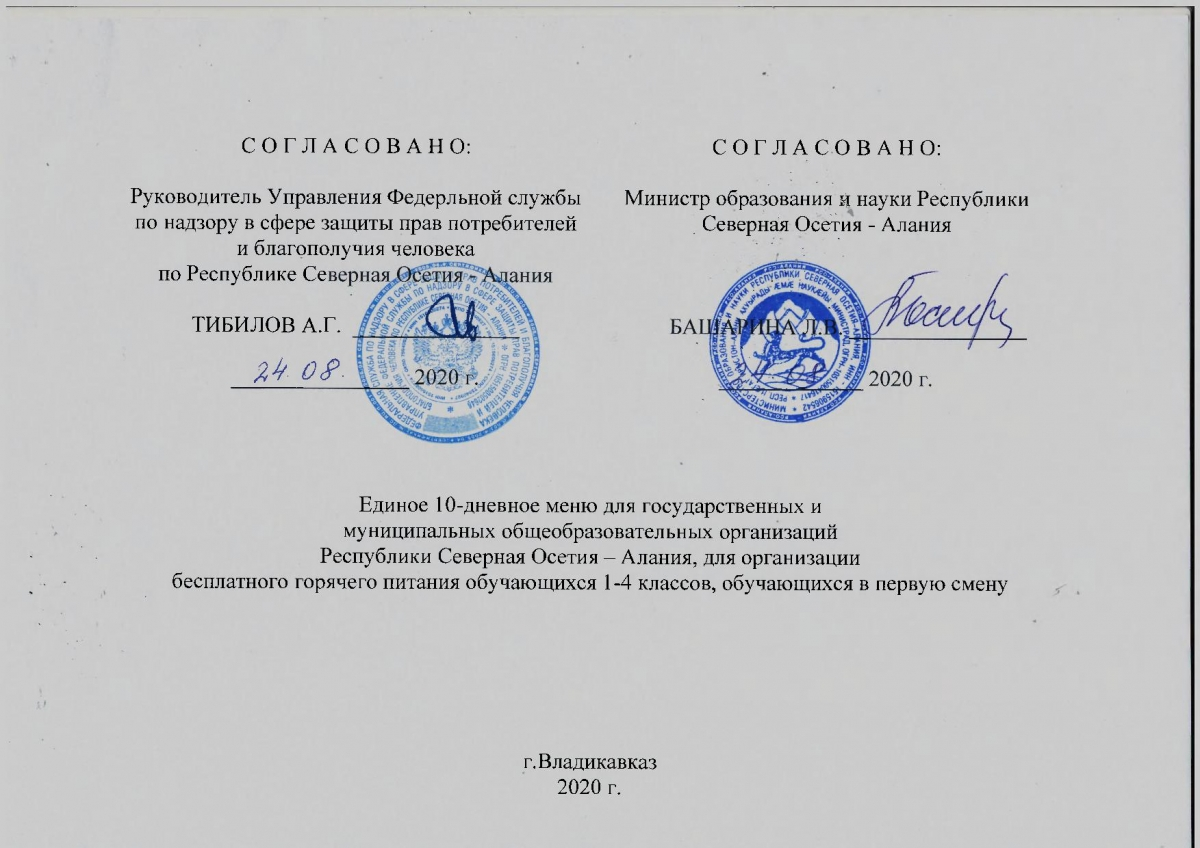 С О Г Л А С О В А Н О:
Руководитель Управления Федерльной службы
по надзору в сфере защиты прав потребителей
и благополучия человека
по Республике Северная Осетия - Алания
ТИБИЛОВ А.Г.
24 08. 2020 г.
С О Г Л А С О В А Н О:
Министр образования и науки Республики
Северная Осетия - Алания
БАШАРИНА Л.В.
08 2020 г.
Единое 10-дневное меню для государственных и
муниципальных общеобразовательных организаций
Республики Северная Осетия – Алания, для организации
бесплатного горячего питания обучающихся 1-4 классов, обучающихся в первую смену
г.Владикавказ
2020 г.